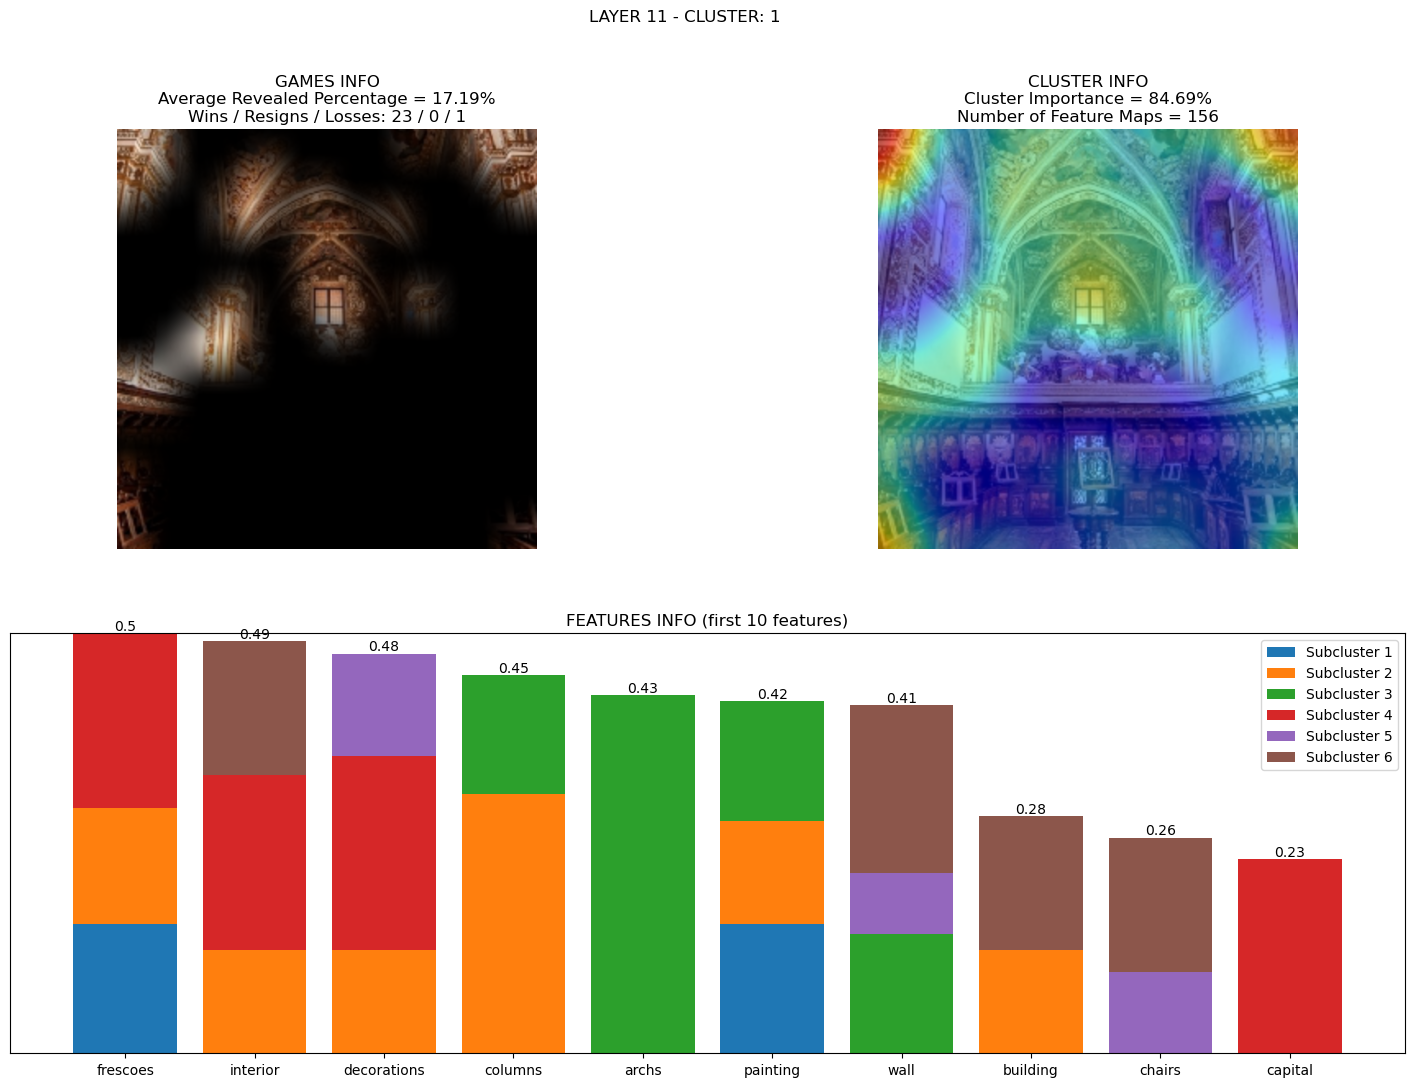 LAYER 11 - CLUSTER: 1
GAMES INFO
Average Revealed Percentage = 17.19%
Wins / Resigns / Losses: 23 / 0 / 1
CLUSTER INFO
Cluster Importance = 84.69%
Number of Feature Maps = 156
FEATURES INFO (first 10 features)
0.5
0.49
0.48
0.45
0.43
0.42
0.41
0.28
0.26
0.23
Subcluster 1
Subcluster 2
Subcluster 3
Subcluster 4
Subcluster 5
Subcluster 6
frescoes
interior
decorations
columns
archs
painting
wall
building
chairs
capital